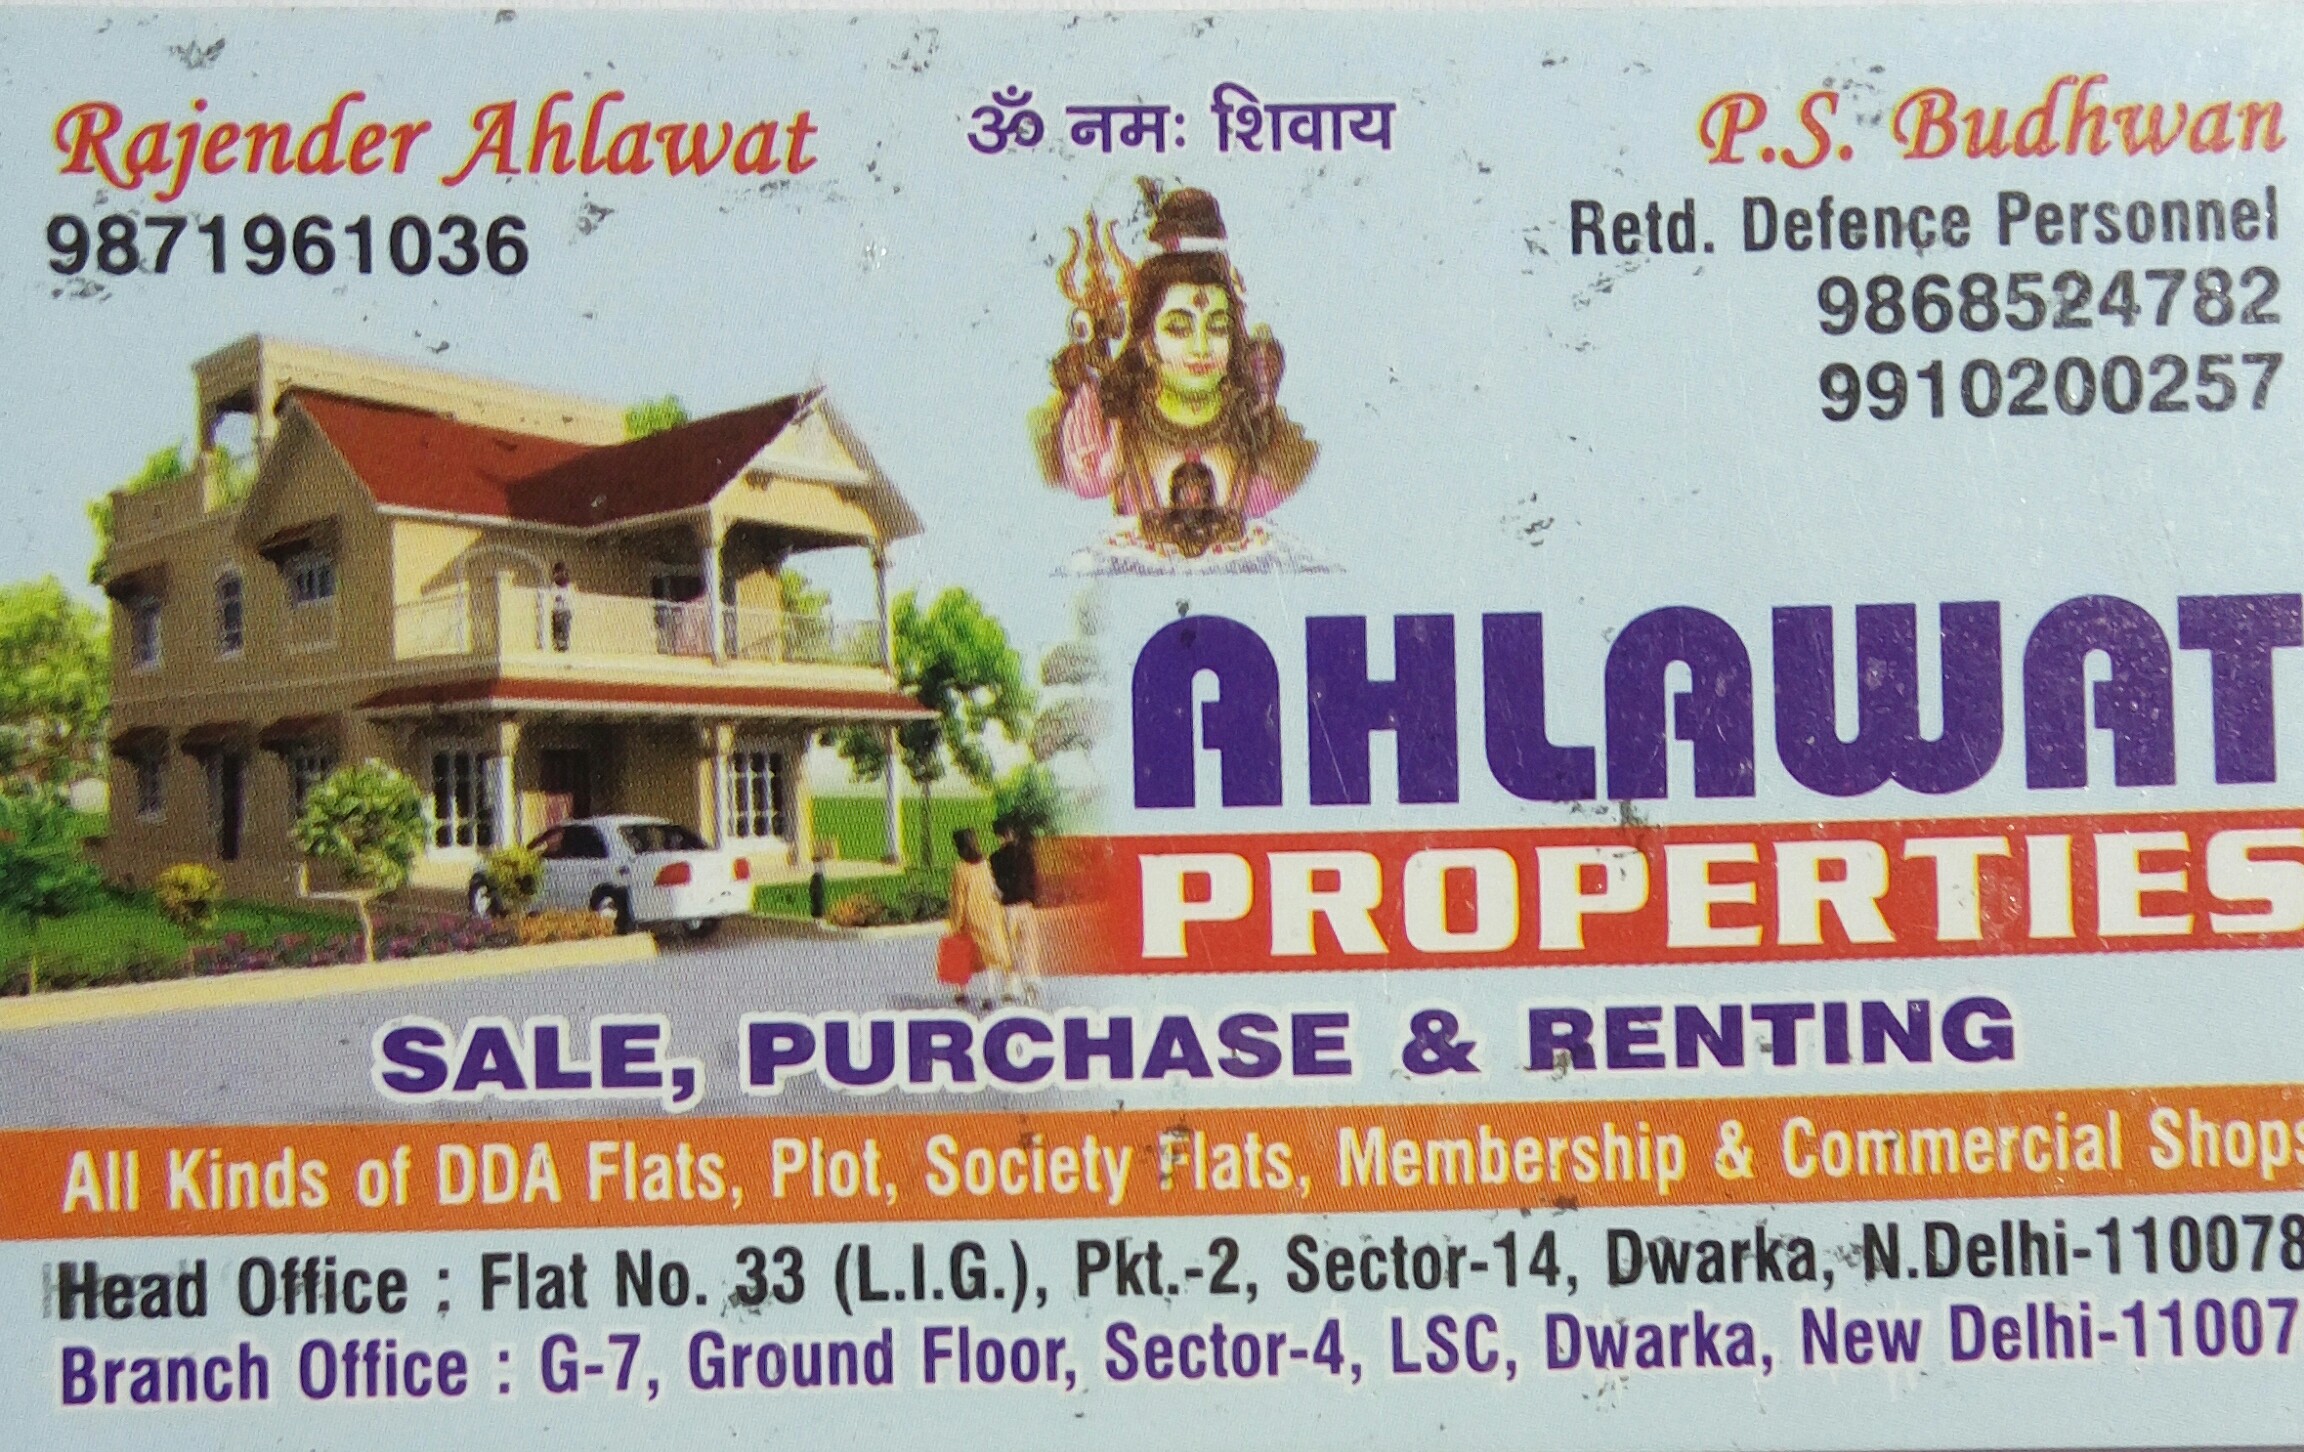 Rajender Ahlawat
9871961036
ॐ नमः शिवाय
P.S. Budhwan
Retd. Defence Personnel
9868524782
9910200257
AHLAWAT
PROPERTIES
SALE, PURCHASE & RENTING
All Kinds of DDA Flats, Plot, Society Flats, Membership & Commercial Shops
Head Office : Flat No. 33 (L.I.G.), Pkt.-2, Sector-14, Dwarka, N.Delhi-110078
Branch Office : G-7, Ground Floor, Sector-4, LSC, Dwarka, New Delhi-11007